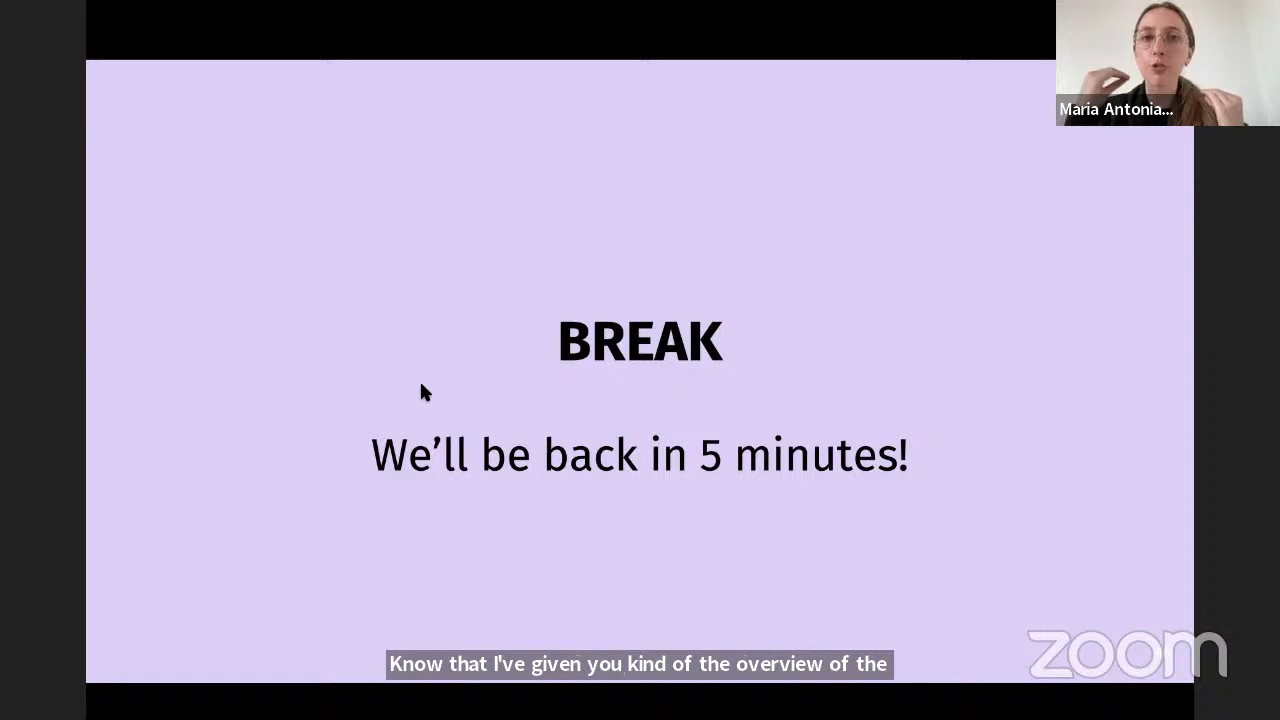 Maria Antonia...
BREAK
We’ll be back in 5 minutes!
Know that I've given you kind of the overview of the
zoom